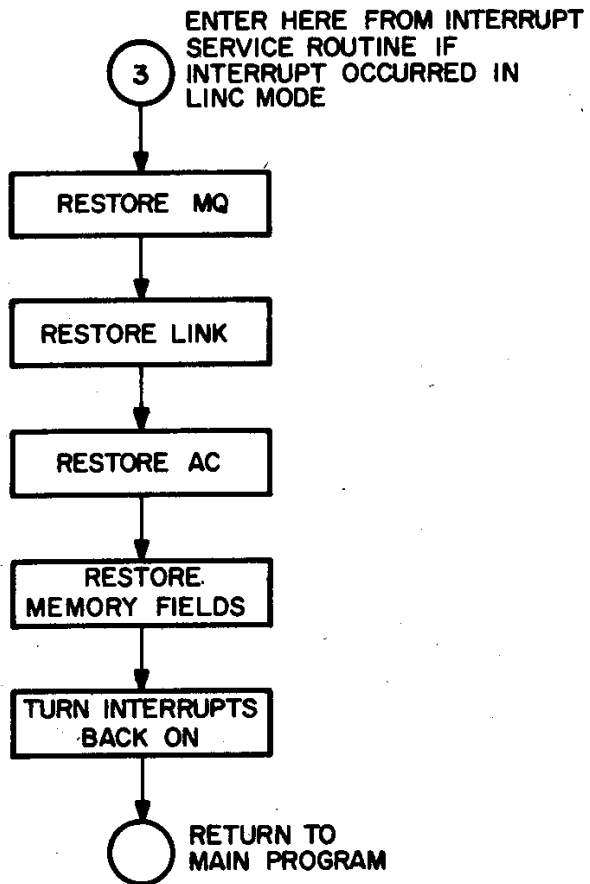 ENTER HERE FROM INTERRUPT
SERVICE ROUTINE IF
INTERRUPT OCCURRED IN
LINC MODE
3
RESTORE MQ
RESTORE LINK
RESTORE AC
RESTORE
MEMORY FIELDS
TURN INTERRUPTS
BACK ON
RETURN TO
MAIN PROGRAM